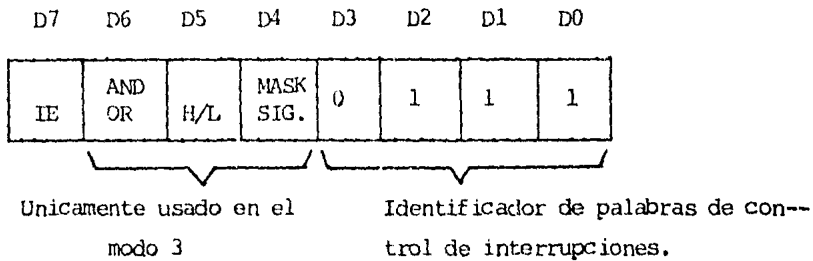 D7 D6 D5 D4 D3 D2 D1 D0
IE AND OR H/L MASK SIG. 0 1 1 1
Unicamente usado en el modo 3
Identificador de palabras de con--
trol de interrupciones.